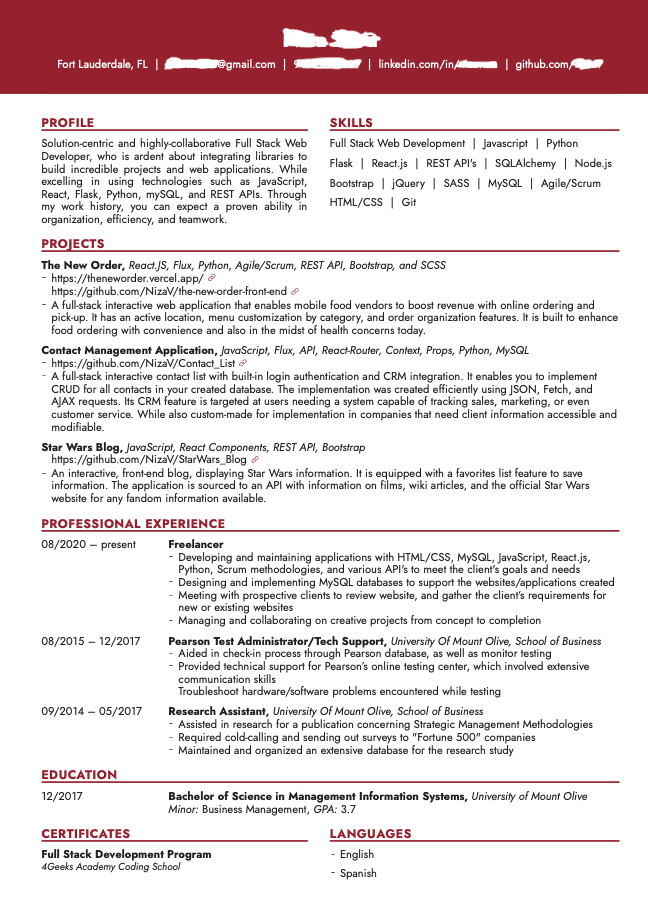 Fort Lauderdale, FL | @gmail.com | | linkedin.com/in/ | github.com/
PROFILE
Solution-centric and highly-collaborative Full Stack Web
Developer, who is ardent about integrating libraries to
build incredible projects and web applications. While
excelling in using technologies such as JavaScript,
React, Flask, Python, mySQL, and REST APIs. Through
my work history, you can expect a proven ability in
organization, efficiency, and teamwork.
SKILLS
Full Stack Web Development | Javascript | Python
Flask | React.js | REST API's | SQLAlchemy | Node.js
Bootstrap | jQuery | SASS | MySQL | Agile/Scrum
HTML/CSS | Git
PROJECTS
The New Order, React.JS, Flux, Python, Agile/Scrum, REST API, Bootstrap, and SCSS
- https://theneworder.vercel.app/
https://github.com/NizaV/the-new-order-front-end
- A full-stack interactive web application that enables mobile food vendors to boost revenue with online ordering and
pick-up. It has an active location, menu customization by category, and order organization features. It is built to enhance
food ordering with convenience and also in the midst of health concerns today.
Contact Management Application, JavaScript, Flux, API, React-Router, Context, Props, Python, MySQL
- https://github.com/NizaV/Contact_List
- A full-stack interactive contact list with built-in login authentication and CRM integration. It enables you to implement
CRUD for all contacts in your created database. The implementation was created efficiently using JSON, Fetch, and
AJAX requests. Its CRM feature is targeted at users needing a system capable of tracking sales, marketing, or even
customer service. While also custom-made for implementation in companies that need client information accessible and
modifiable.
Star Wars Blog, JavaScript, React Components, REST API, Bootstrap
https://github.com/NizaV/StarWars_Blog
- An interactive, front-end blog, displaying Star Wars information. It is equipped with a favorites list feature to save
information. The application is sourced to an API with information on films, wiki articles, and the official Star Wars
website for any fandom information available.
PROFESSIONAL EXPERIENCE
08/2020 – present
Freelancer
- Developing and maintaining applications with HTML/CSS, MySQL, JavaScript, React.js,
Python, Scrum methodologies, and various API's to meet the client's goals and needs
- Designing and implementing MySQL databases to support the websites/applications created
- Meeting with prospective clients to review website, and gather the client's requirements for
new or existing websites
- Managing and collaborating on creative projects from concept to completion
08/2015 – 12/2017
Pearson Test Administrator/Tech Support, University Of Mount Olive, School of Business
- Aided in check-in process through Pearson database, as well as monitor testing
- Provided technical support for Pearson's online testing center, which involved extensive
communication skills
Troubleshoot hardware/software problems encountered while testing
09/2014 – 05/2017
Research Assistant, University Of Mount Olive, School of Business
- Assisted in research for a publication concerning Strategic Management Methodologies
- Required cold-calling and sending out surveys to "Fortune 500" companies
- Maintained and organized an extensive database for the research study
EDUCATION
12/2017
Bachelor of Science in Management Information Systems, University of Mount Olive
Minor: Business Management, GPA: 3.7
CERTIFICATES
Full Stack Development Program
4Geeks Academy Coding School
LANGUAGES
- English
- Spanish